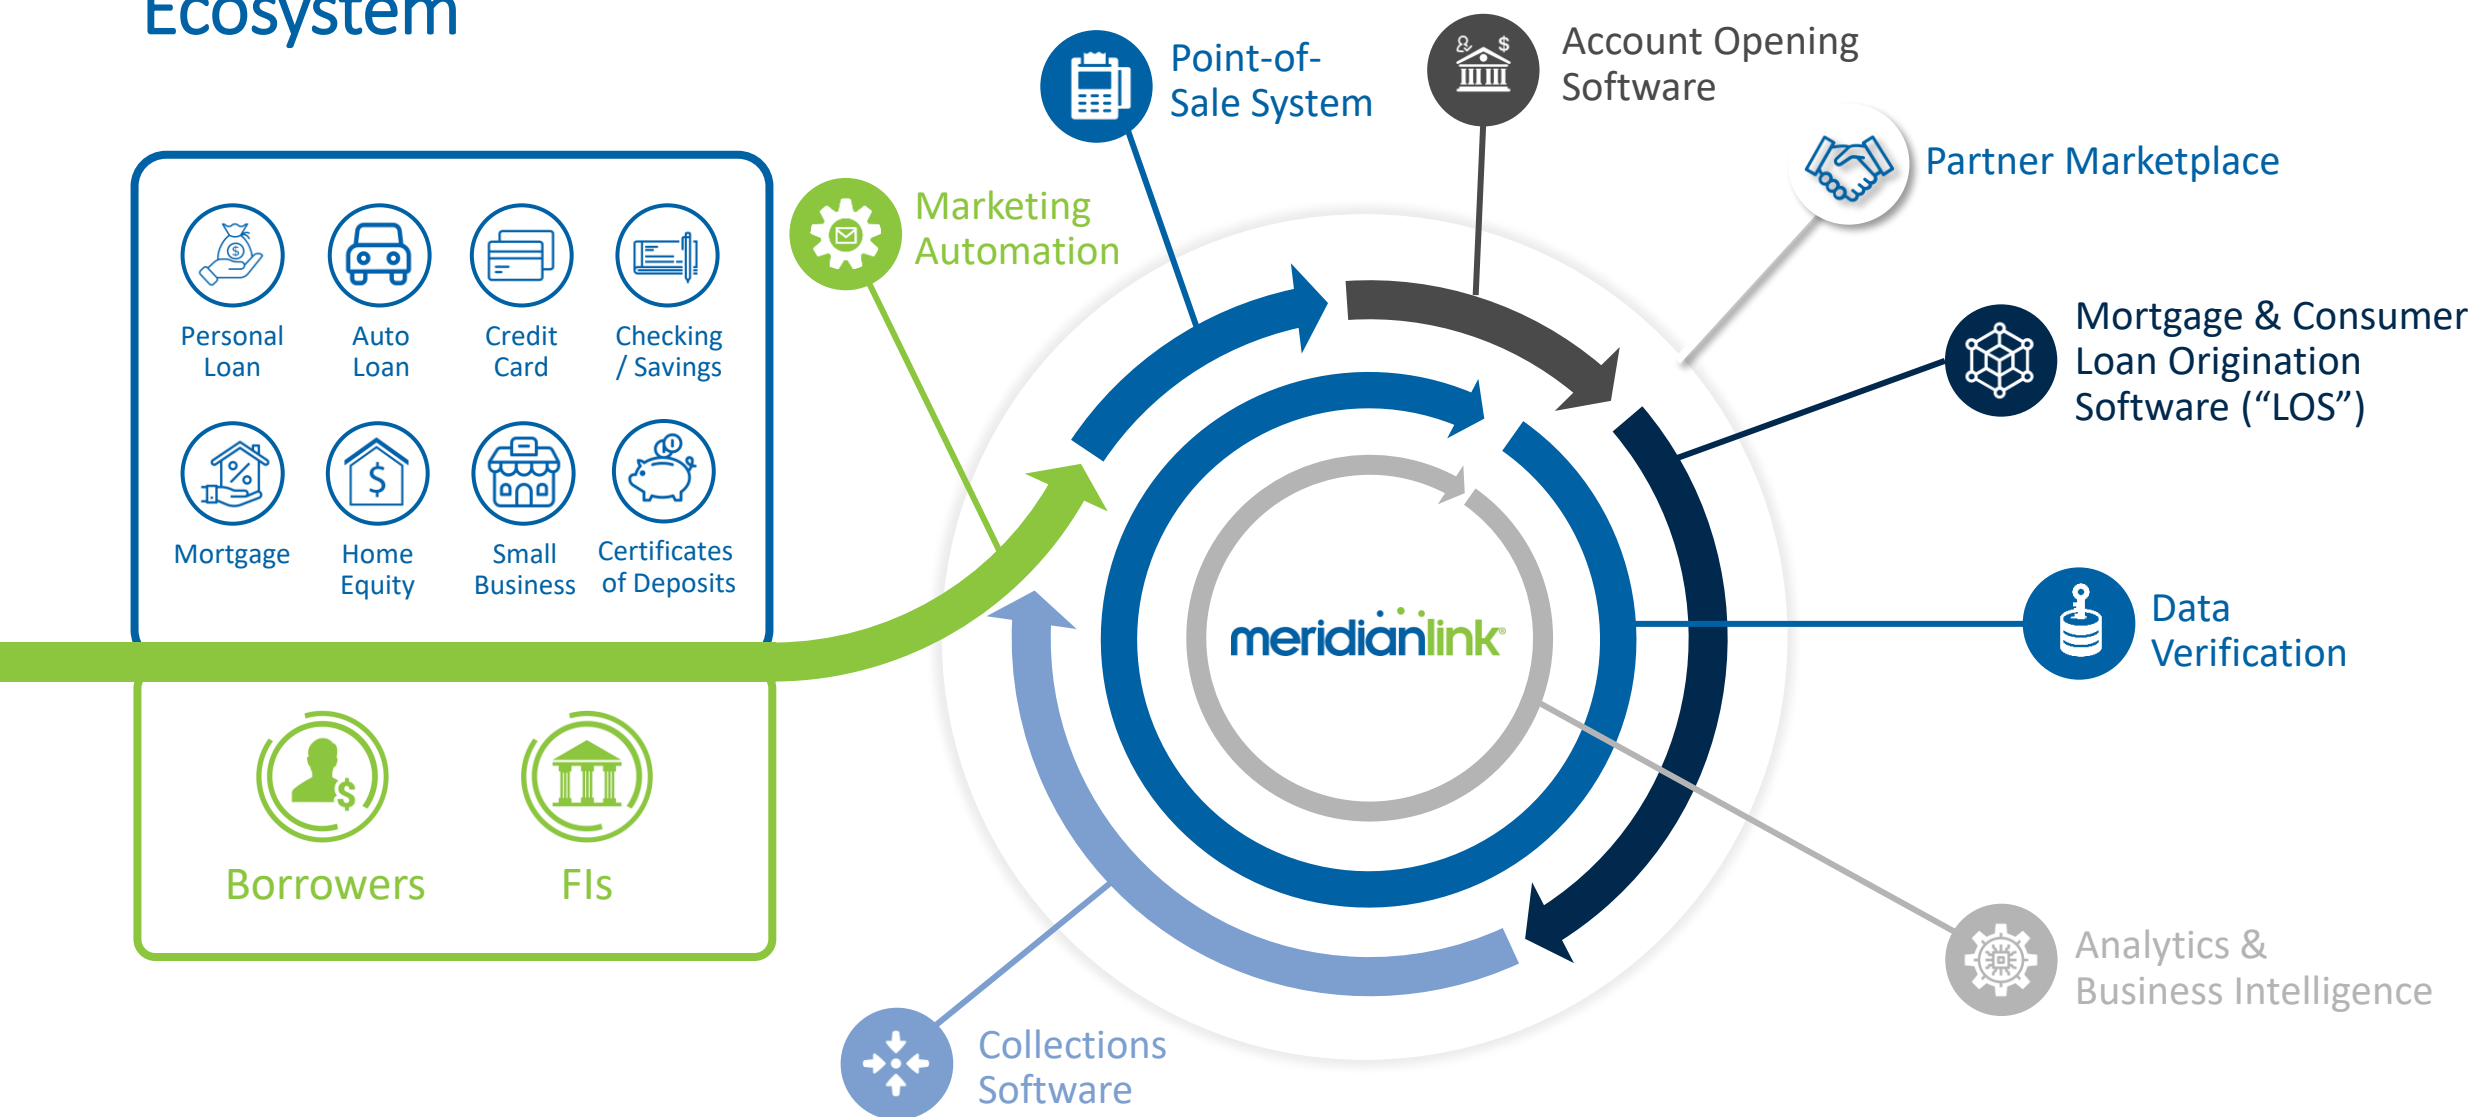 Ecosystem
Personal
Loan
Auto
Loan
Credit
Card
Checking
/ Savings
Mortgage
Home
Equity
Small
Business
Certificates
of Deposits
Borrowers
FIs
Marketing
Automation
Point-of-
Sale System
Account Opening
Software
Partner Marketplace
Mortgage & Consumer
Loan Origination
Software (“LOS”)
Data
Verification
Analytics &
Business Intelligence
Collections
Software
meridianlink®